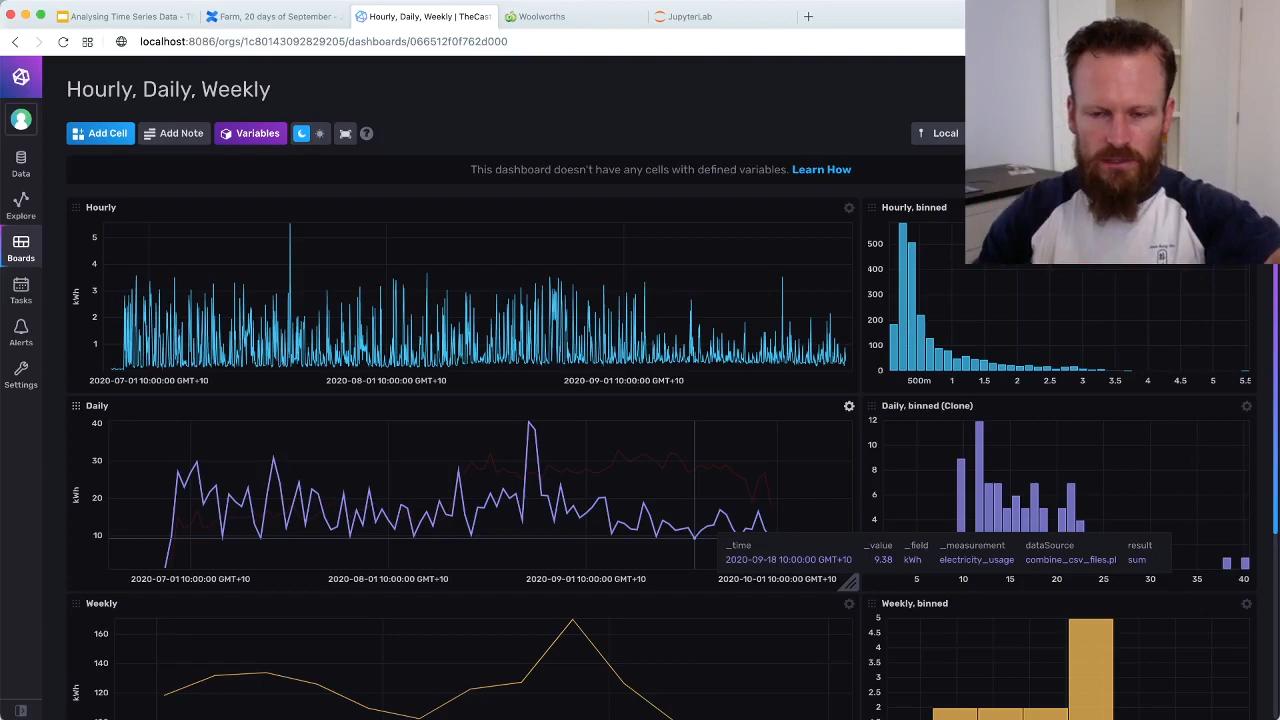 Analysing Time Series Data - T
Farm, 20 days of September -
Hourly, Daily, Weekly | TheCast
Woolworths
JupyterLab
localhost:8086/orgs/1c80143092829205/dashboards/066512f0f762d000
Hourly, Daily, Weekly
Add Cell
Add Note
Variables
Local
This dashboard doesn't have any cells with defined variables. Learn How
Data
Explore
Boards
Tasks
Alerts
Settings
Hourly
5
4
3
2
1
kWh
2020-07-01 10:00:00 GMT+10
2020-08-01 10:00:00 GMT+10
2020-09-01 10:00:00 GMT+10
Hourly, binned
500
400
300
200
100
0
500m
1
1.5
2
2.5
3
3.5
4
4.5
5
5.5
Daily
40
30
20
10
kWh
2020-07-01 10:00:00 GMT+10
2020-08-01 10:00:00 GMT+10
2020-09-01 10:00:00 GMT+10
2020-10-01 10:00:00 GMT+10
Daily, binned (Clone)
12
10
8
6
4
_time _value _field _measurement dataSource result
2020-09-18 10:00:00 GMT+10 9.38 kWh electricity_usage combine_csv_files.pl sum
5
10
15
20
25
30
35
40
Weekly
160
140
120
kWh
Weekly, binned
5
4.5
4
3.5
3
2.5
2